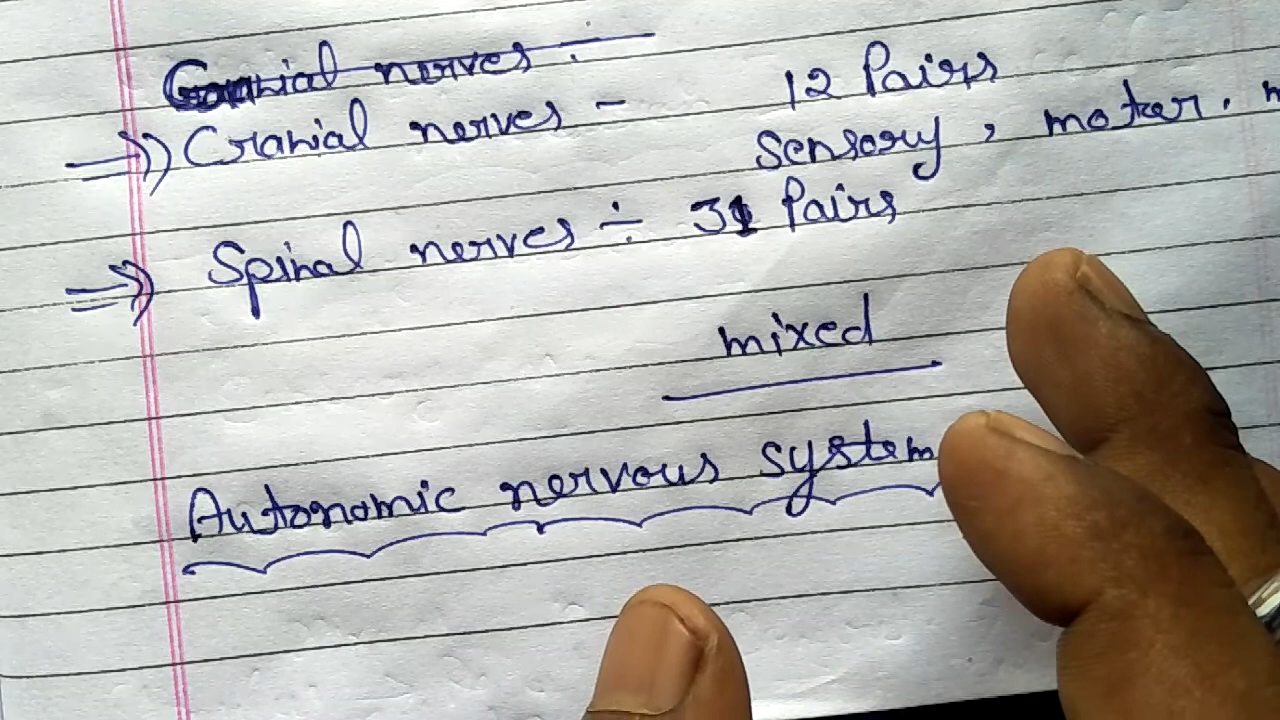 Cranial nerves :
⇒ Cranial nerves - 12 Pairs
Sensory, motor. m
⇒ Spinal nerves ÷ 31 Pairs
mixed
Autonomic nervous system